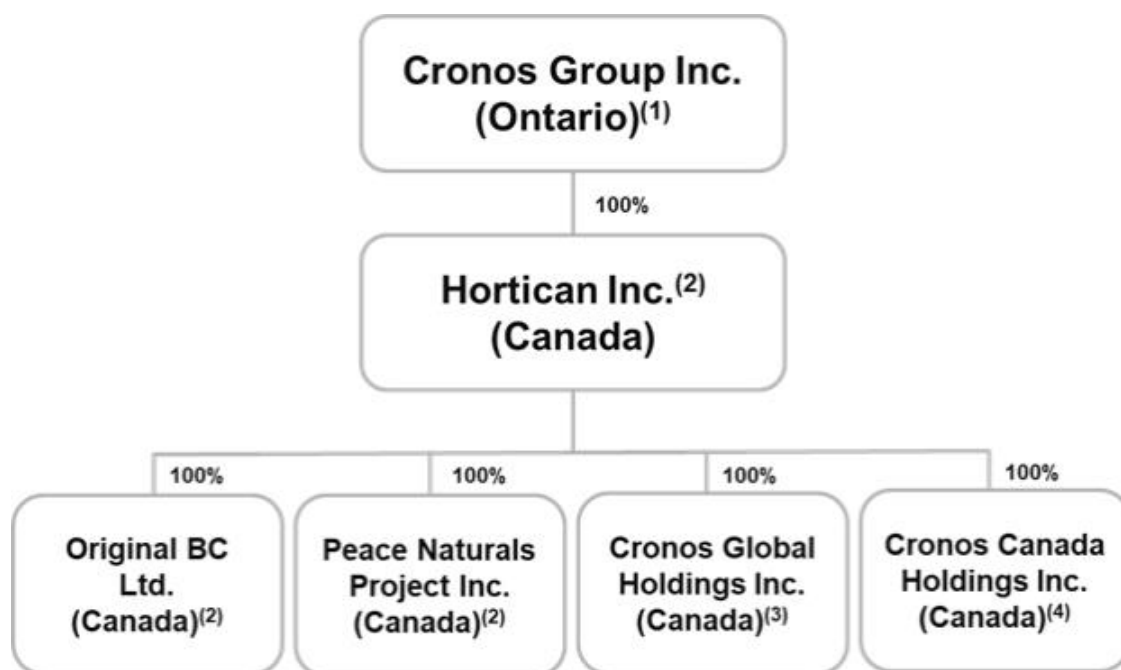 Cronos Group Inc.
(Ontario)(1)
100%
Hortican Inc.(2)
(Canada)
100%
100%
100%
100%
Original BC
Ltd.
(Canada)(2)
Peace Naturals
Project Inc.
(Canada)(2)
Cronos Global
Holdings Inc.
(Canada)(3)
Cronos Canada
Holdings Inc.
(Canada)(4)